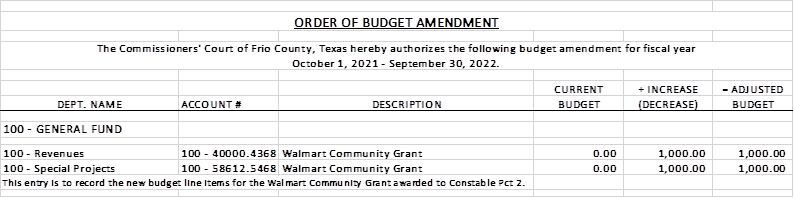 ORDER OF BUDGET AMENDMENT
The Commissioners' Court of Frio County, Texas hereby authorizes the following budget amendment for fiscal year
October 1, 2021 - September 30, 2022.
CURRENT + INCREASE = ADJUSTED
DEPT. NAME ACCOUNT # DESCRIPTION BUDGET (DECREASE) BUDGET
100 - GENERAL FUND
100 - Revenues 100 - 40000.4368 Walmart Community Grant 0.00 1,000.00 1,000.00
100 - Special Projects 100 - 58612.5468 Walmart Community Grant 0.00 1,000.00 1,000.00
This entry is to record the new budget line items for the Walmart Community Grant awarded to Constable Pct 2.